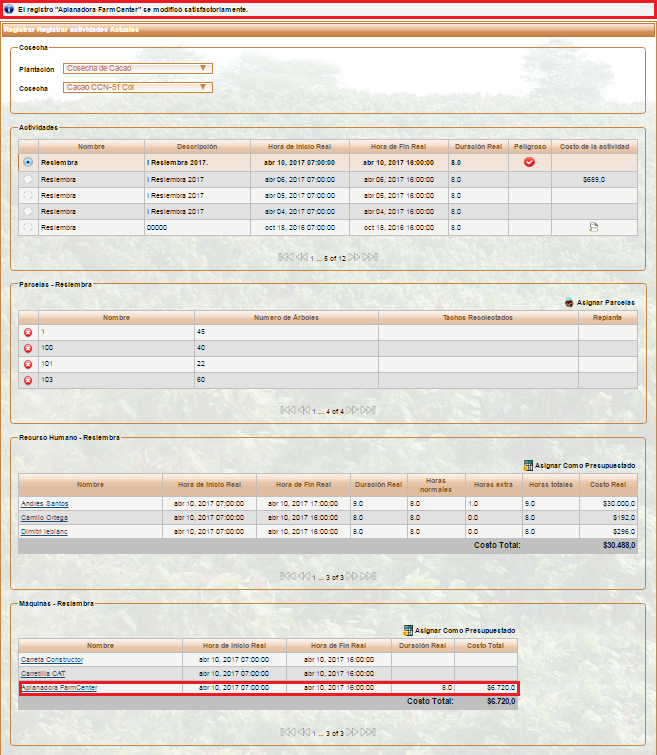 El registro "Aplanadora FarmCenter" se modificó satisfactoriamente.
Registrar Registrar actividades Actuales
Cosecha
Plantación Cosecha de Cacao
Cosecha Cacao CCN-51 Col
Actividades
Nombre Descripción Hora de Inicio Real Hora de Fin Real Duración Real Peligroso Costo de la actividad
Resiembra I Resiembra 2017. abr 10, 2017 07:00:00 abr 10, 2017 16:00:00 8.0
Resiembra I Resiembra 2017 abr 06, 2017 07:00:00 abr 06, 2017 16:00:00 8.0 $689,0
Resiembra I Resiembra 2017 abr 05, 2017 07:00:00 abr 05, 2017 16:00:00 8.0
Resiembra I Resiembra 2017 abr 04, 2017 07:00:00 abr 04, 2017 16:00:00 8.0
Resiembra 00000 oct 18, 2016 07:00:00 oct 18, 2016 16:00:00 8.0
1 ... 5 of 12
Parcelas - Resiembra
Asignar Parcelas
Nombre Numero de Árboles Tachos Recolectados Replante
1 45
100 40
101 22
103 60
1 ... 4 of 4
Recurso Humano - Resiembra
Asignar Como Presupuestado
Nombre Hora de Inicio Real Hora de Fin Real Duración Real Horas normales Horas extra Horas totales Costo Real
Andrés Santos abr 10, 2017 07:00:00 abr 10, 2017 17:00:00 9.0 8.0 1.0 9.0 $30.000,0
Camilo Ortega abr 10, 2017 07:00:00 abr 10, 2017 16:00:00 8.0 8.0 0.0 8.0 $192,0
Dimitri leblanc abr 10, 2017 07:00:00 abr 10, 2017 16:00:00 8.0 8.0 0.0 8.0 $296,0
Costo Total: $30.488,0
1 ... 3 of 3
Máquinas - Resiembra
Asignar Como Presupuestado
Nombre Hora de Inicio Real Hora de Fin Real Duración Real Costo Total
Carreta Constructor abr 10, 2017 07:00:00 abr 10, 2017 16:00:00
Carretilla CAT abr 10, 2017 07:00:00 abr 10, 2017 16:00:00
Aplanadora FarmCenter abr 10, 2017 07:00:00 abr 10, 2017 16:00:00 8.0 $6.720,0
Costo Total: $6.720,0
1 ... 3 of 3